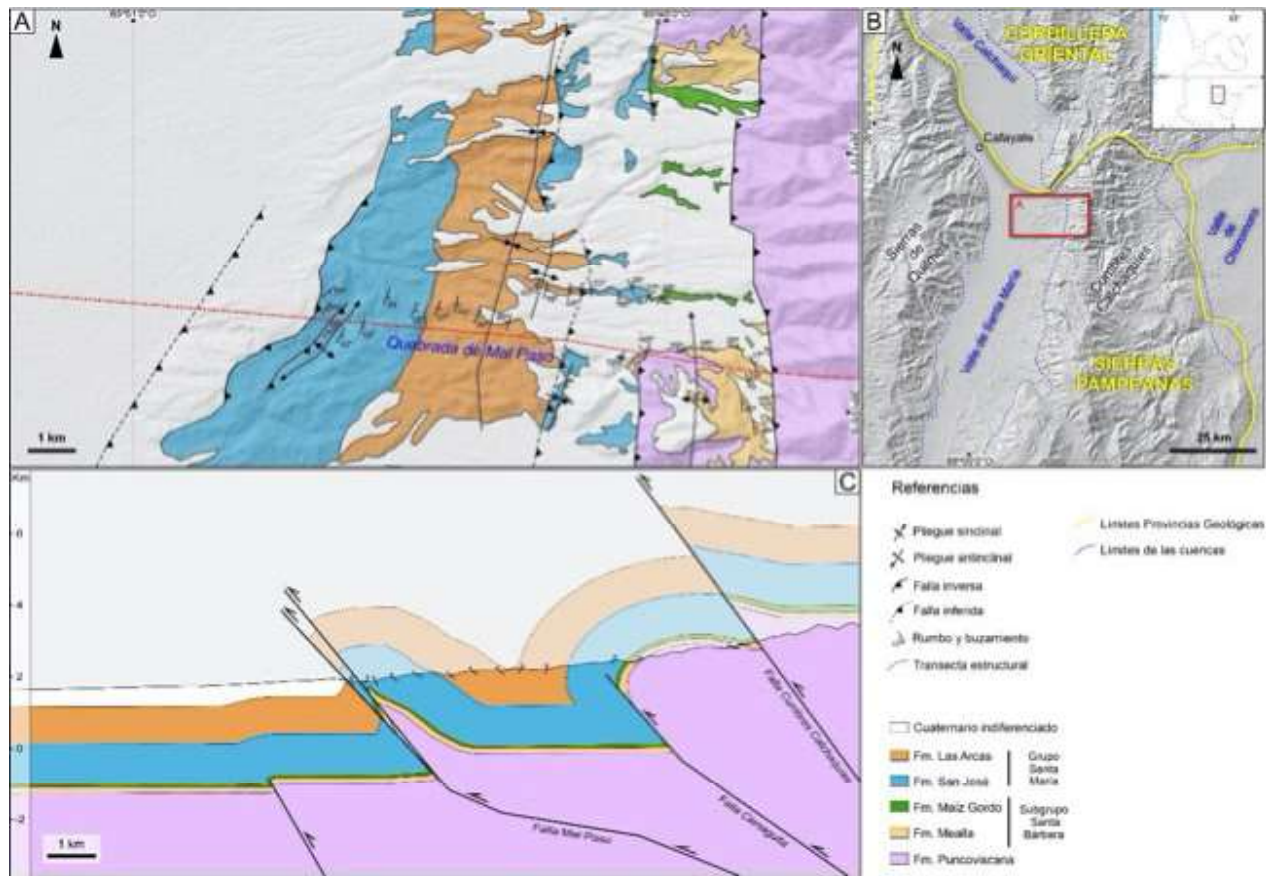 A
N
Quebrada de Mal Paso
1 km
B
N
Valle Calchaquí
CORDILLERA
ORIENTAL
Cafayate
A
Sierras
de
Quilmes
Valle de Santa María
Cumbres
Calchaquíes
Valle
de
SIERRAS
PAMPEANAS
25 km
C
Km
6
4
2
0
-2
1 km
Falla Mal Paso
Falla Cumbres Calchaquíes
Referencias
Pliegue sinclinal
Pliegue anticlinal
Falla inversa
Falla inferida
Rumbo y buzamiento
Transecta estructural
Límites Provincias Geológicas
Límites de las cuencas
Cuaternario indiferenciado
Fm. Las Arcas
Fm. San José
Grupo
Santa
María
Fm. Maíz Gordo
Fm. Mealla
Subgrupo
Santa
Bárbara
Fm. Puncoviscana